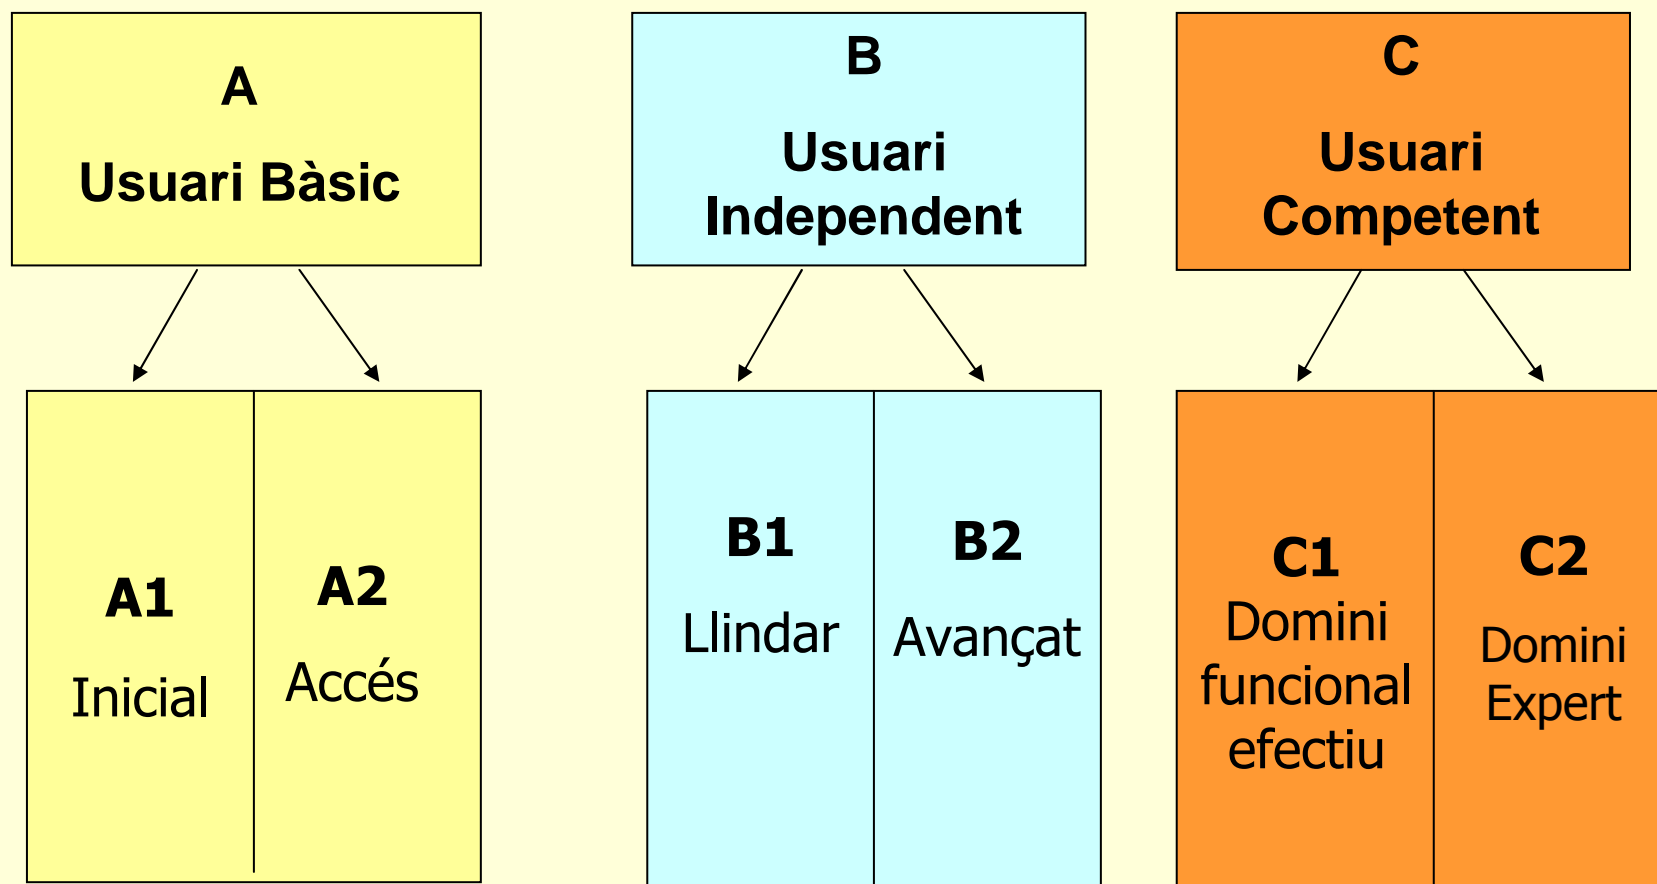 A
Usuari Bàsic
B
Usuari
Independent
C
Usuari
Competent
A1
Inicial
A2
Accés
B1
Llindar
B2
Avançat
C1
Domini
funcional
efectiu
C2
Domini
Expert